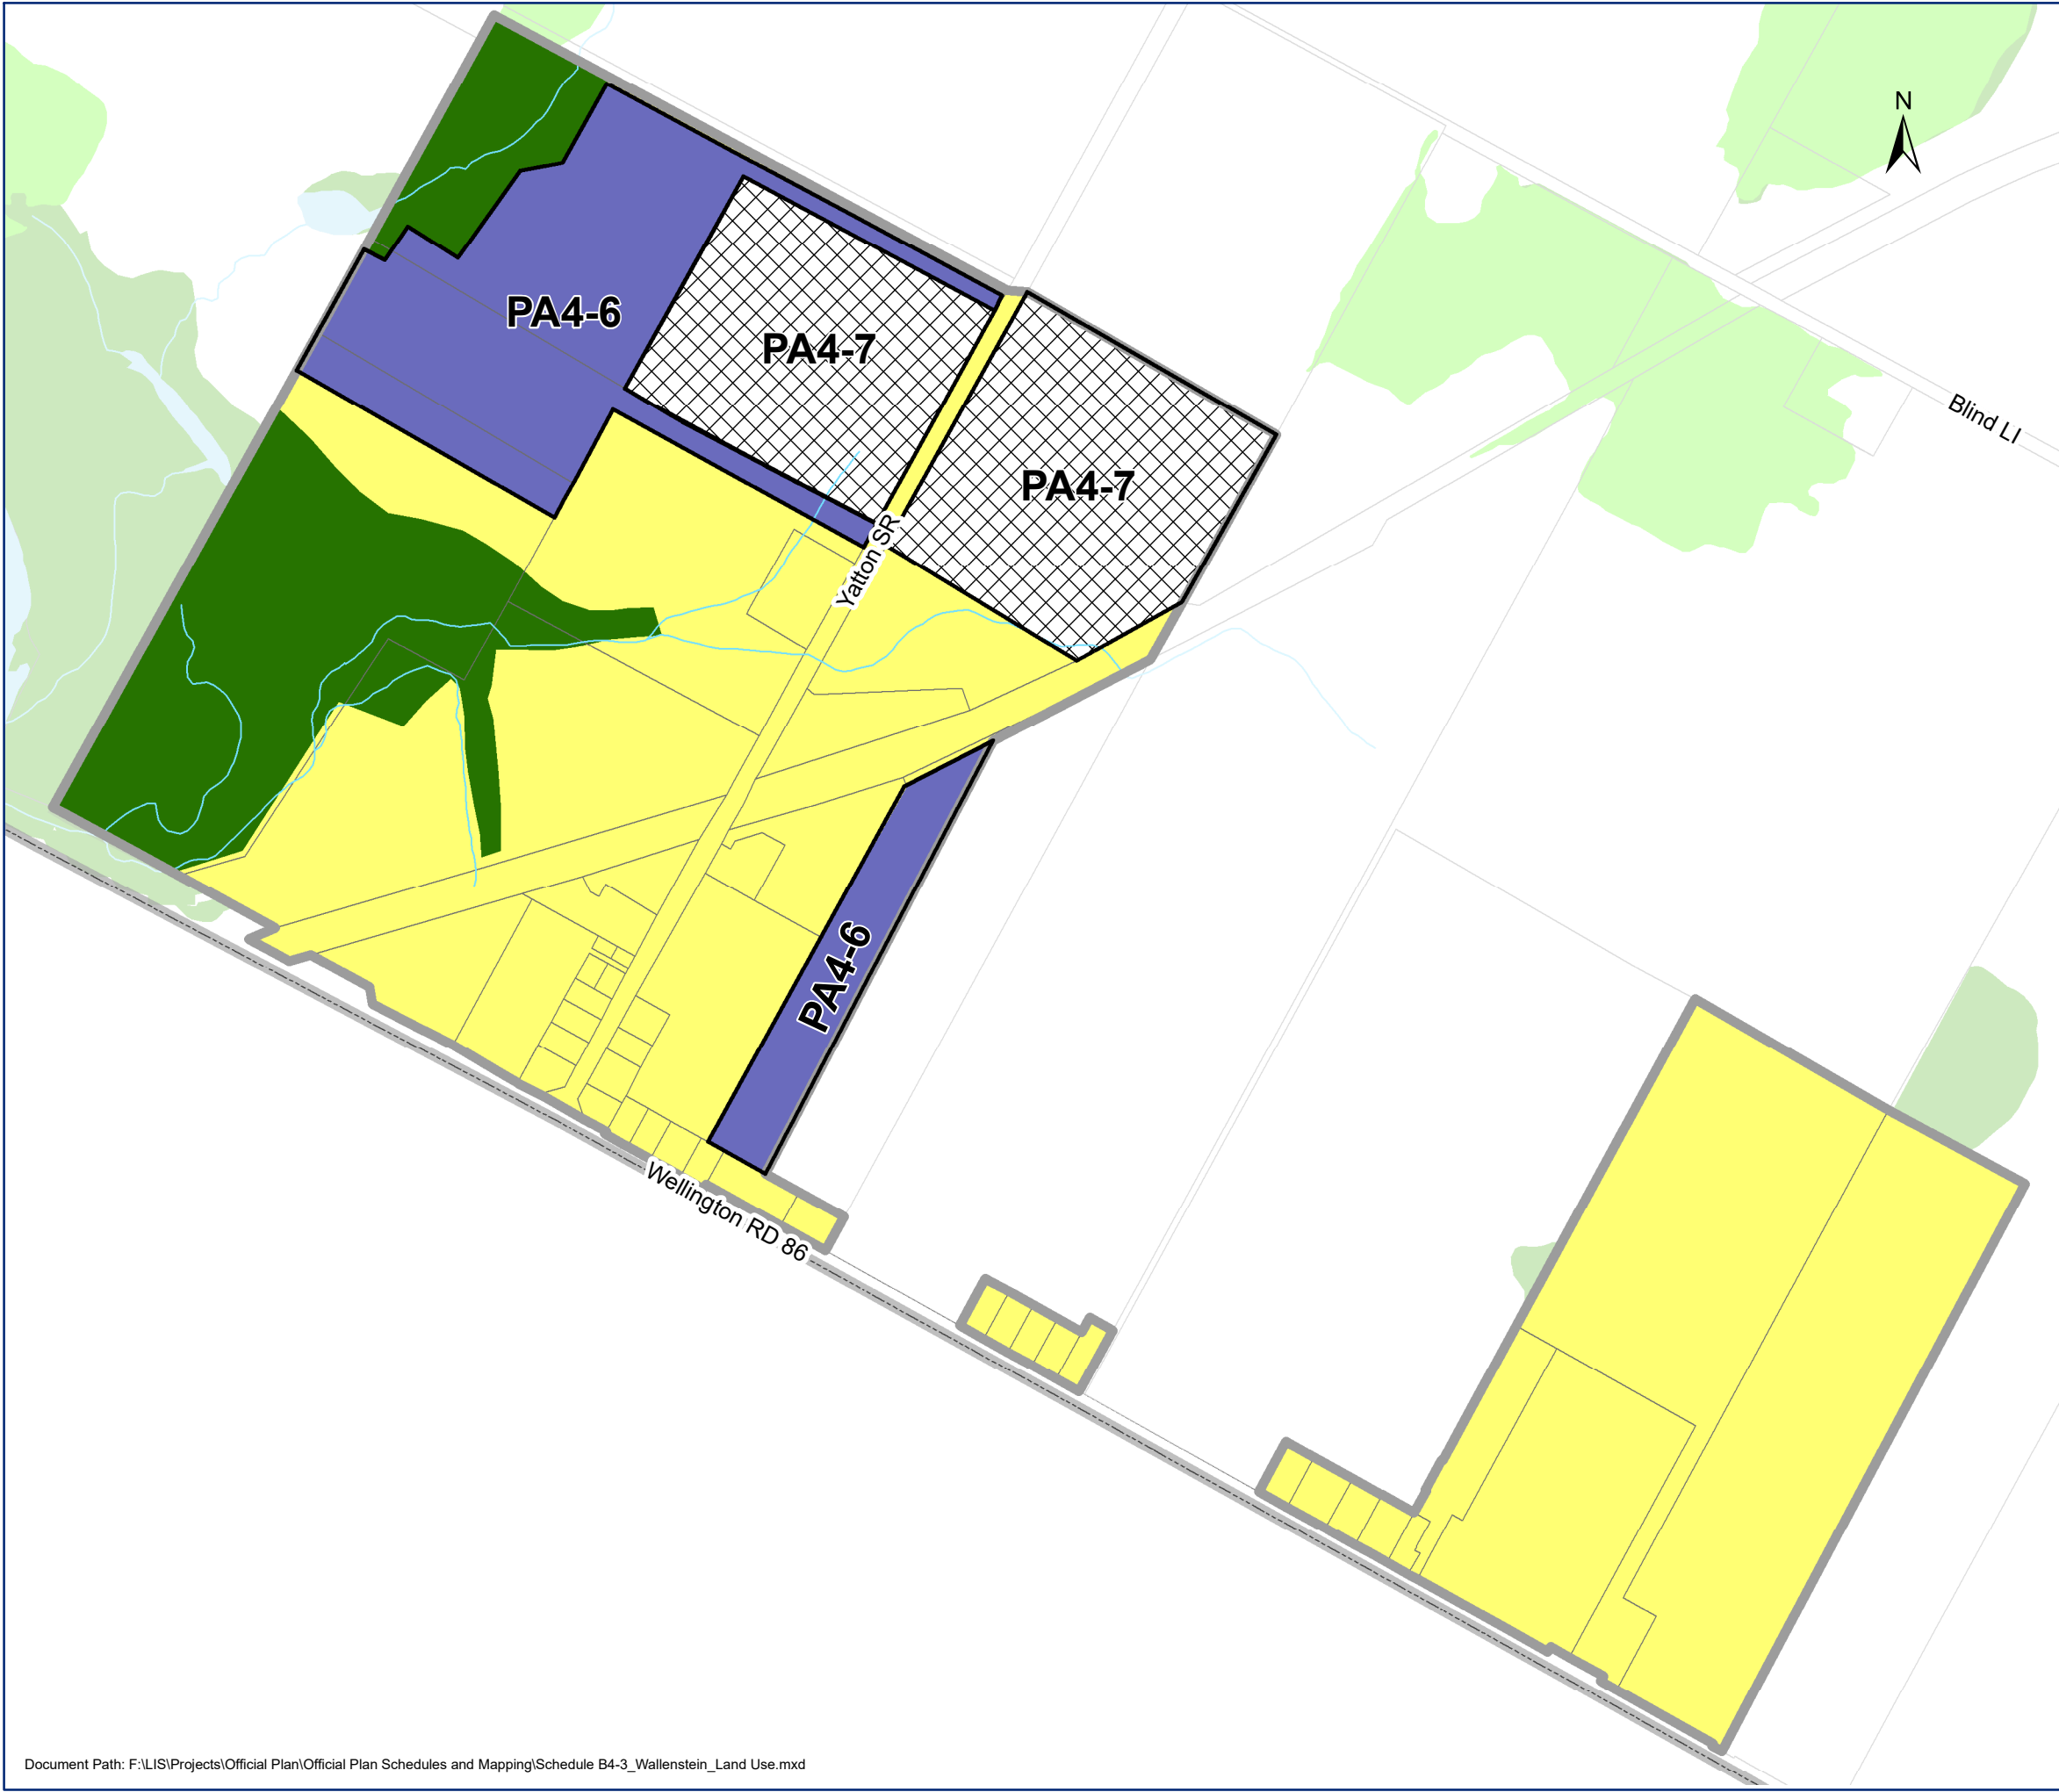 N
Blind LI
PA4-6
PA4-7
PA4-7
Yatton SR
PA4-6
Wellington RD 86
Document Path: F:\LIS\Projects\Official Plan\Official Plan Schedules and Mapping\Schedule B4-3_Wallenstein_Land Use.mxd